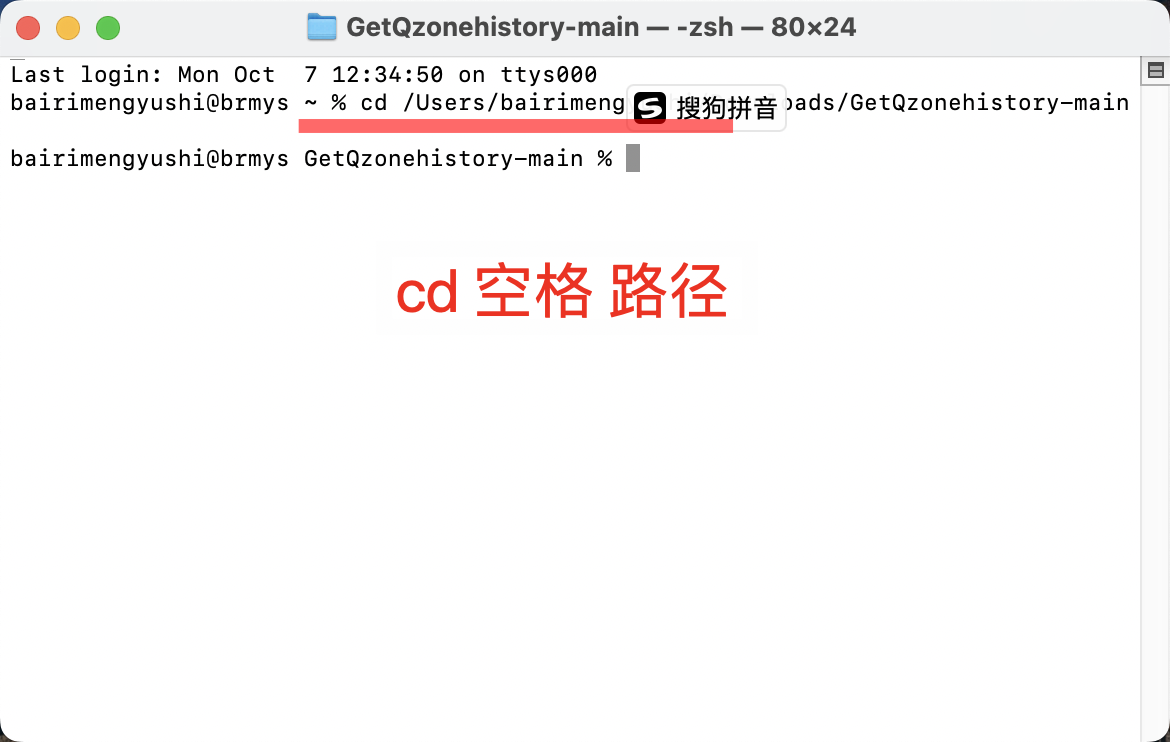 GetQzonehistory-main — -zsh — 80×24
Last login: Mon Oct  7 12:34:50 on ttys000
bairimengyushi@brmys ~ % cd /Users/bairimeng 搜狗拼音 oads/GetQzonehistory-main
bairimengyushi@brmys GetQzonehistory-main %
cd 空格 路径